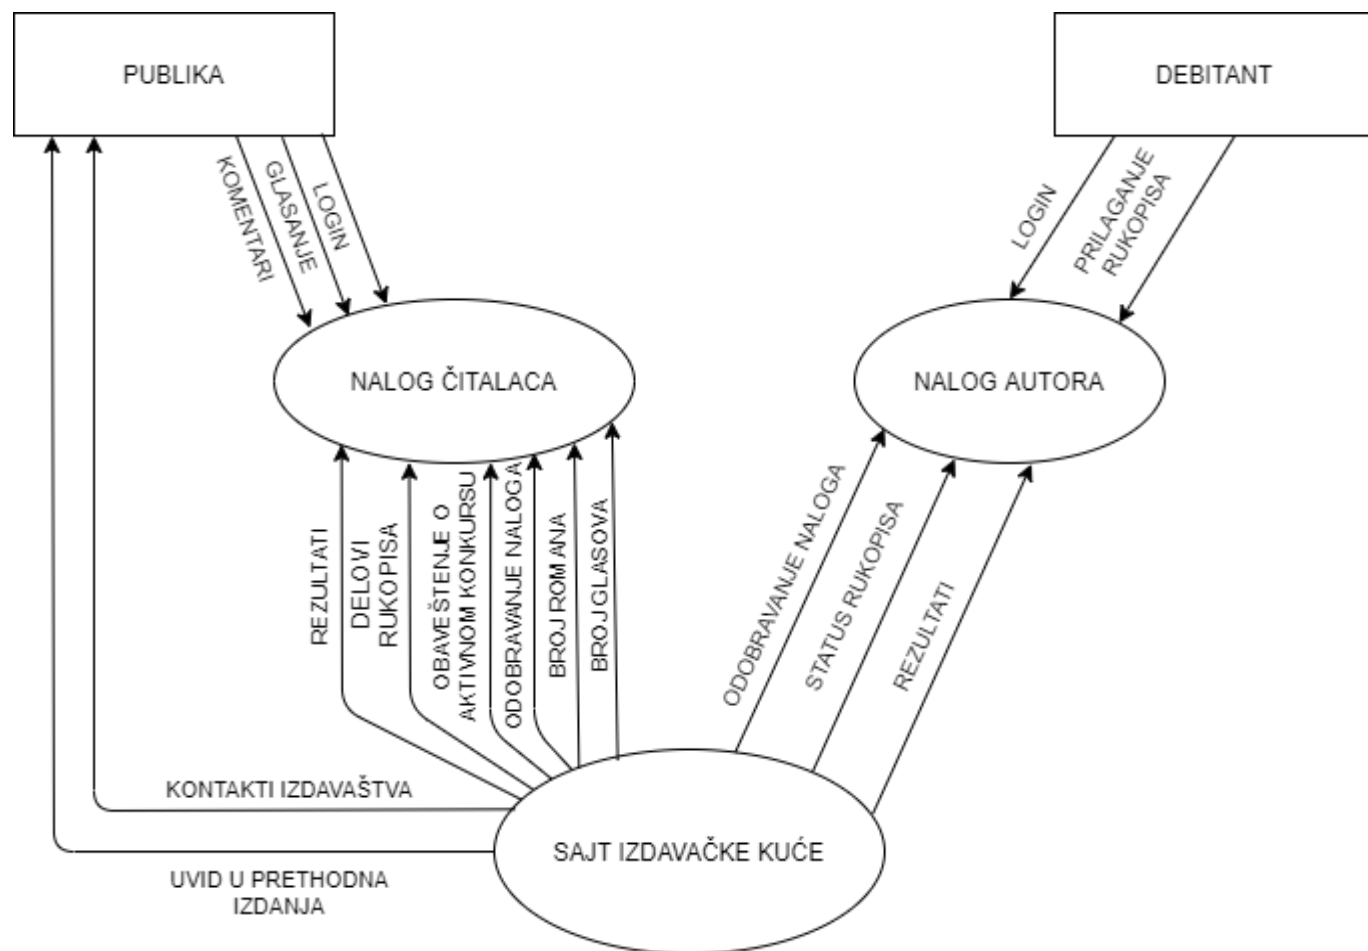 PUBLIKA
DEBITANT
KOMENTARI
GLASANJE
LOGIN
LOGIN
PRILAGANJE
RUKOPISA
NALOG ČITALACA
NALOG AUTORA
REZULTATI
DELOVI
RUKOPISA
OBAVEŠTENJE O
AKTIVNOM KONKURSU
ODOBRAVANJE NALOGA
BROJ ROMANA
BROJ GLASOVA
ODOBRAVANJE NALOGA
STATUS RUKOPISA
REZULTATI
KONTAKTI IZDAVAŠTVA
SAJT IZDAVAČKE KUĆE
UVID U PRETHODNA
IZDANJA